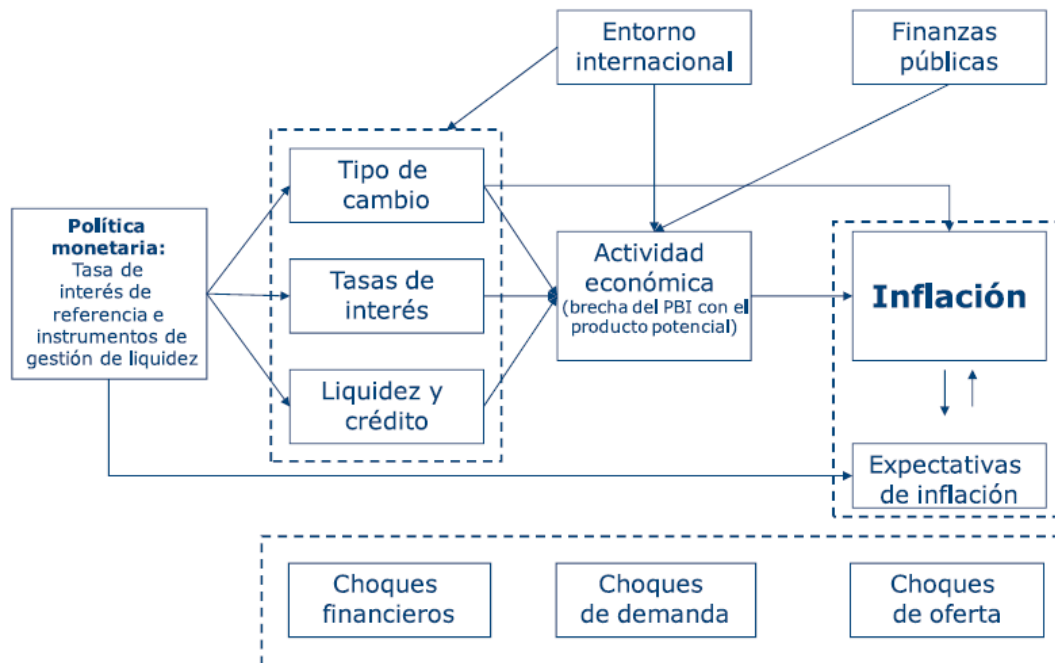 Entorno
internacional
Finanzas
públicas
Tipo de
cambio
Política
monetaria:
Tasa de
interés de
referencia e
instrumentos de
gestión de liquidez
Tasas de
interés
Actividad
económica
(brecha del PBI con el
producto potencial)
Inflación
Liquidez y
crédito
Expectativas
de inflación
Choques
financieros
Choques
de demanda
Choques
de oferta